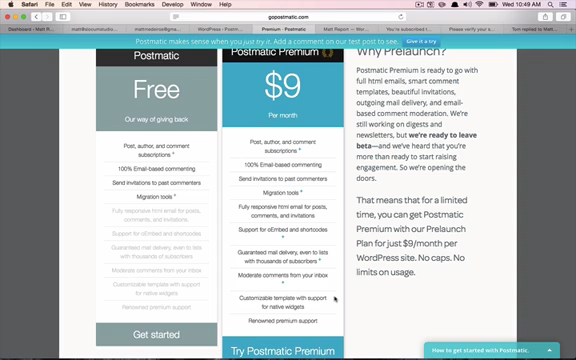 Safari File Edit View History Bookmarks Develop Window Help
Wed 10:49 AM
gopostmatic.com
Premium - Postmatic
Postmatic makes sense when you just try it. Add a comment on our test post to see. Give it a try
Postmatic
Free
Our way of giving back
Post, author, and comment
subscriptions
100% Email-based commenting
Send invitations to past commenters
Migration tools
Fully responsive html email for posts,
comments, and invitations
Support for oEmbed and shortcodes
Guaranteed mail delivery, even to lists
with thousands of subscribers
Moderate comments from your inbox
Customizable template with support
for native widgets
Renowned premium support
Get started
Postmatic Premium
$9
Per month
Post, author, and comment
subscriptions
100% Email-based commenting
Send invitations to past commenters
Migration tools
Fully responsive html email for posts,
comments, and invitations
Support for oEmbed and shortcodes
Guaranteed mail delivery, even to lists
with thousands of subscribers
Moderate comments from your inbox
Customizable template with support
for native widgets
Renowned premium support
Try Postmatic Premium
Why Prelaunch?
Postmatic Premium is ready to go with
full html emails, smart comment
templates, beautiful invitations,
outgoing mail delivery, and email-
based comment moderation. We're
still working on digests and
newsletters, but we're ready to leave
beta—and we've heard that you're
more than ready to start raising
engagement. So we're opening the
doors.
That means that for a limited
time, you can get Postmatic
Premium with our Prelaunch
Plan for just $9/month per
WordPress site. No caps. No
limits on usage.
How to get started with Postmatic.